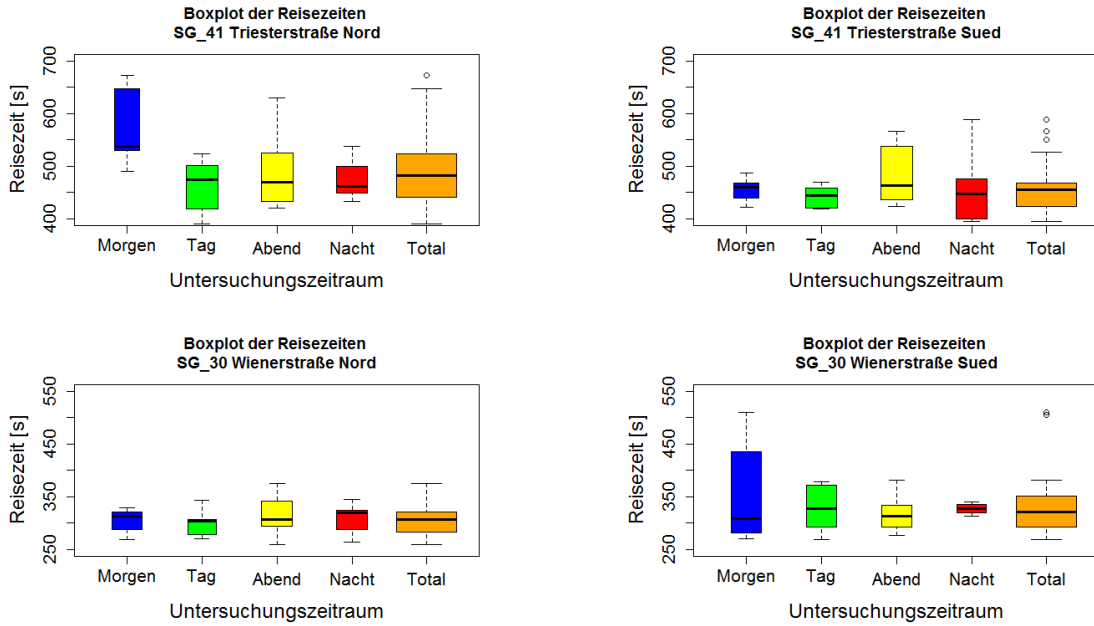 Boxplot der Reisezeiten
SG_41 Triesterstraße Nord
Reisezeit [s]
700
600
500
400
Morgen Tag Abend Nacht Total
Untersuchungszeitraum
Boxplot der Reisezeiten
SG_41 Triesterstraße Sued
Reisezeit [s]
700
600
500
400
Morgen Tag Abend Nacht Total
Untersuchungszeitraum
Boxplot der Reisezeiten
SG_30 Wienerstraße Nord
Reisezeit [s]
550
450
350
250
Morgen Tag Abend Nacht Total
Untersuchungszeitraum
Boxplot der Reisezeiten
SG_30 Wienerstraße Sued
Reisezeit [s]
550
450
350
250
Morgen Tag Abend Nacht Total
Untersuchungszeitraum